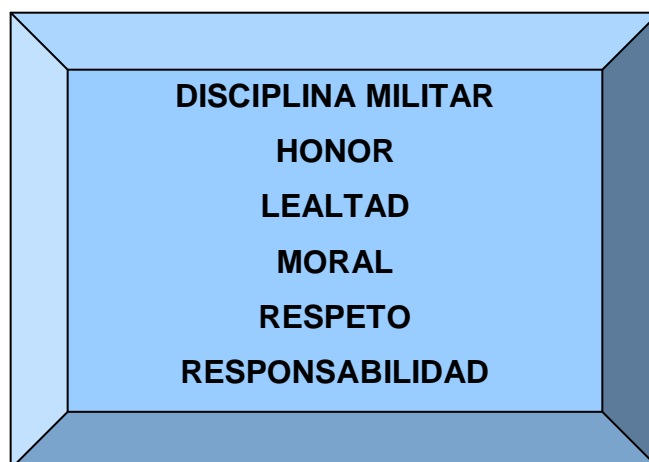 DISCIPLINA MILITAR
HONOR
LEALTAD
MORAL
RESPETO
RESPONSABILIDAD